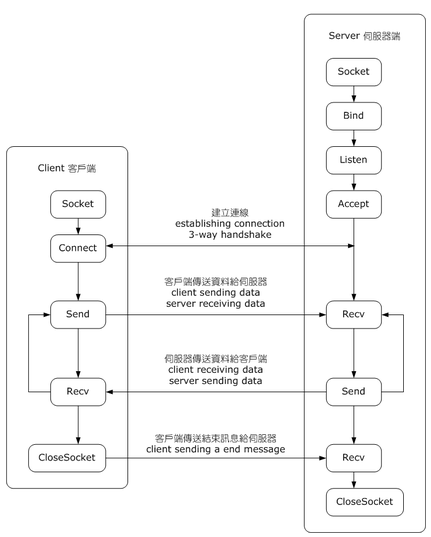 Server 伺服器端
Socket
Bind
Listen
Accept
Client 客戶端
Socket
Connect
建立連線
establishing connection
3-way handshake
客戶端傳送資料給伺服器
client sending data
server receiving data
Send
Recv
伺服器傳送資料給客戶端
client receiving data
server sending data
Recv
Send
客戶端傳送結束訊息給伺服器
client sending a end message
CloseSocket
Recv
CloseSocket